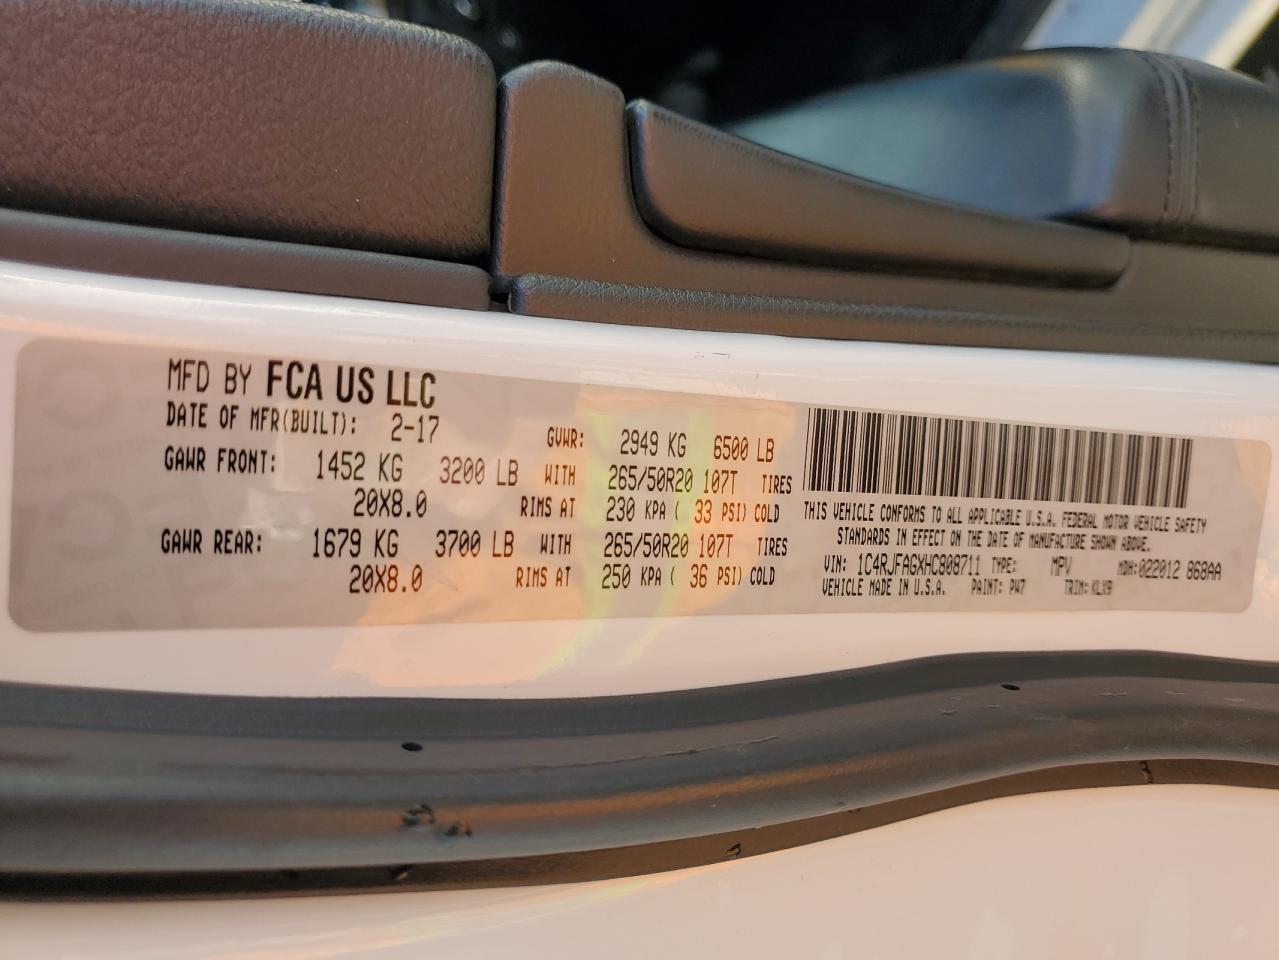 MFD BY FCA US LLC
DATE OF MFR(BUILT): 2-17 GVWR: 2949 KG 6500 LB
GAWR FRONT: 1452 KG 3200 LB WITH 265/50R20 107T TIRES
20X8.0 RIMS AT 230 KPA ( 33 PSI) COLD
GAWR REAR: 1679 KG 3700 LB WITH 265/50R20 107T TIRES
20X8.0 RIMS AT 250 KPA ( 36 PSI) COLD
THIS VEHICLE CONFORMS TO ALL APPLICABLE U.S.A. FEDERAL MOTOR VEHICLE SAFETY
STANDARDS IN EFFECT ON THE DATE OF MANUFACTURE SHOWN ABOVE.
VIN: 1C4RJFAGXHC808711 TYPE: MPV MDH:022012 868AA
VEHICLE MADE IN U.S.A. PAINT: PW7 TRIM: KLX9